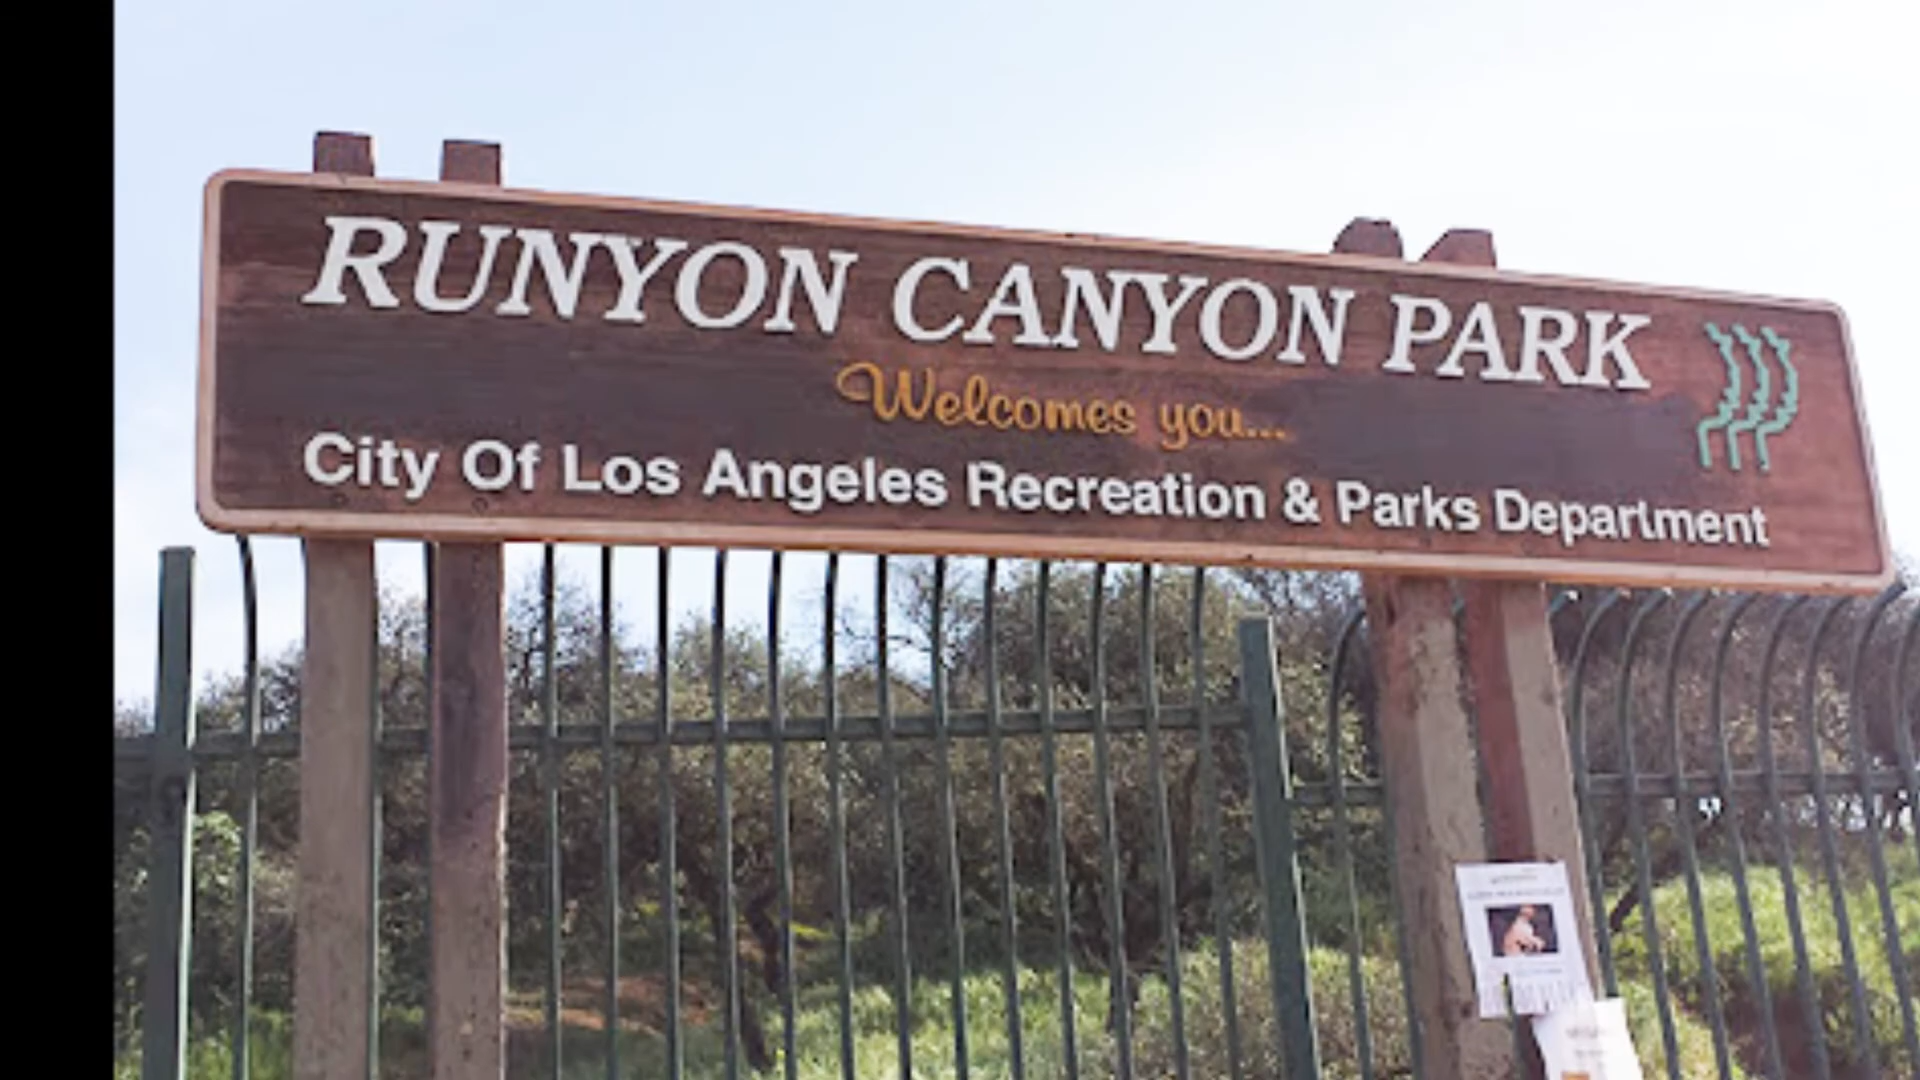 RUNYON CANYON PARK
Welcomes you...
City Of Los Angeles Recreation & Parks Department